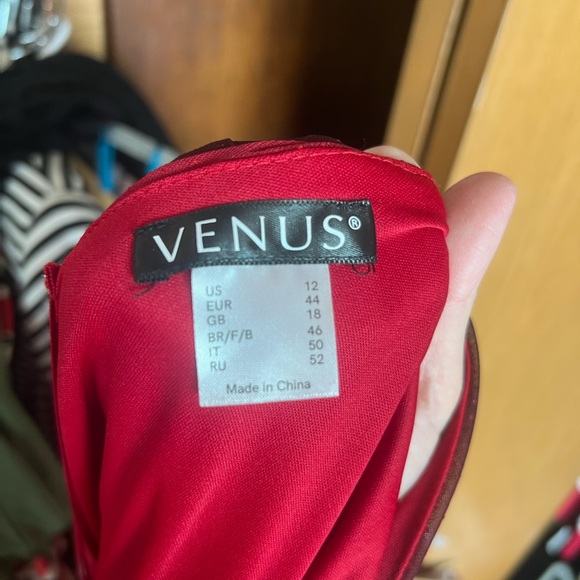 VENUS®
US 12
EUR 44
GB 18
BR/F/B 46
IT 50
RU 52
Made in China